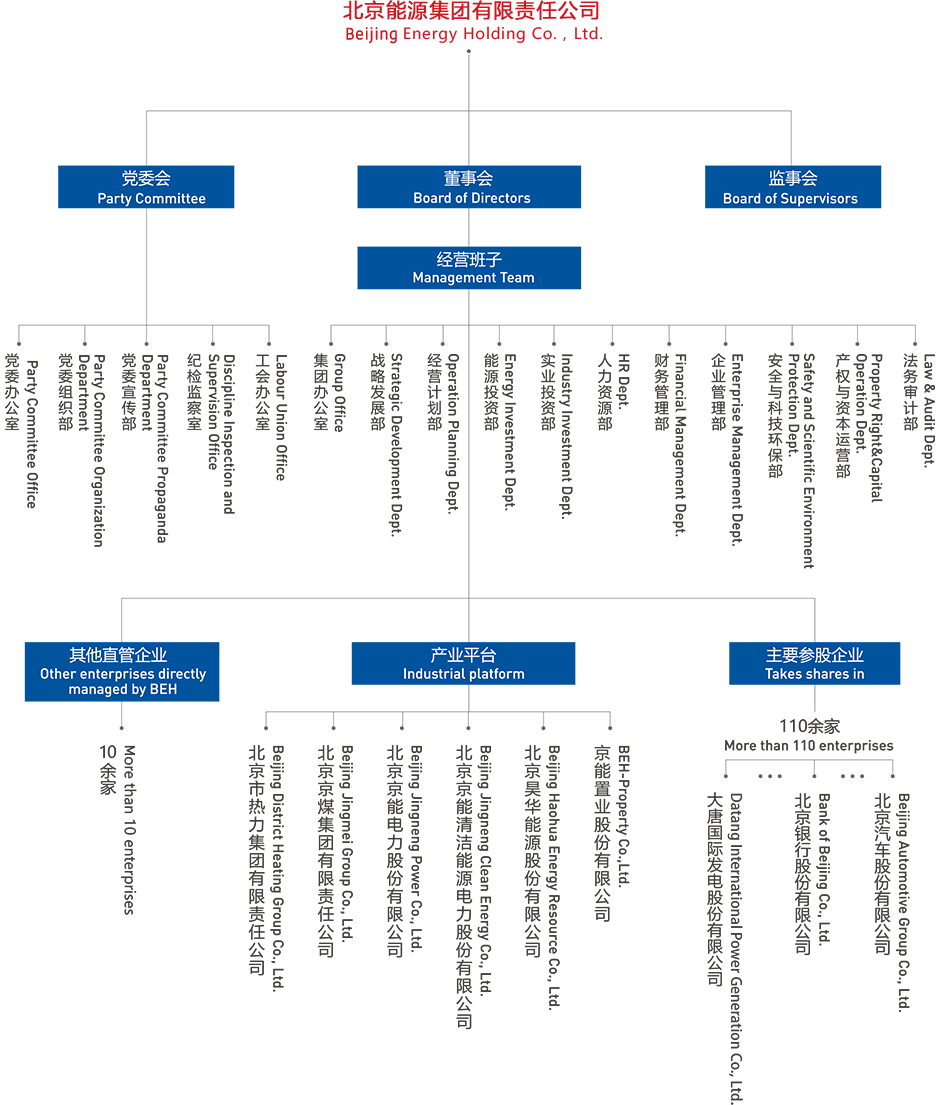 北京能源集团有限责任公司
Beijing Energy Holding Co. , Ltd.
党委会
Party Committee
董事会
Board of Directors
监事会
Board of Supervisors
经营班子
Management Team
Party Committee Office
党委办公室
Party Committee Organization
Department
党委组织部
Party Committee Propaganda
Department
党委宣传部
Discipline Inspection and
Supervision Office
纪检监察室
Labour Union Office
工会办公室
Group Office
集团办公室
Strategic Development Dept.
战略发展部
Operation Planning Dept.
经营计划部
Energy Investment Dept.
能源投资部
Industry Investment Dept.
实业投资部
HR Dept.
人力资源部
Financial Management Dept.
财务管理部
Enterprise Management Dept.
企业管理部
Safety and Scientific Environment
Protection Dept.
安全与科技环保部
Property Right&Capital
Operation Dept.
产权与资本运营部
Law & Audit Dept.
法务审计部
其他直管企业
Other enterprises directly
managed by BEH
More than 10 enterprises
10余家
产业平台
Industrial platform
Beijing District Heating Group Co., Ltd.
北京市热力集团有限责任公司
Beijing Jingmei Group Co., Ltd.
北京京煤集团有限责任公司
Beijing Jingneng Power Co., Ltd.
北京京能电力股份有限公司
Beijing Jingneng Clean Energy Co., Ltd.
北京京能清洁能源电力股份有限公司
Beijing Haohua Energy Resource Co., Ltd.
北京昊华能源股份有限公司
BEH-Property Co.,Ltd.
京能置业股份有限公司
主要参股企业
Takes shares in
110余家
More than 110 enterprises
Datang International Power Generation Co., Ltd.
大唐国际发电股份有限公司
Bank of Beijing Co., Ltd.
北京银行股份有限公司
Beijing Automotive Group Co., Ltd.
北京汽车股份有限公司